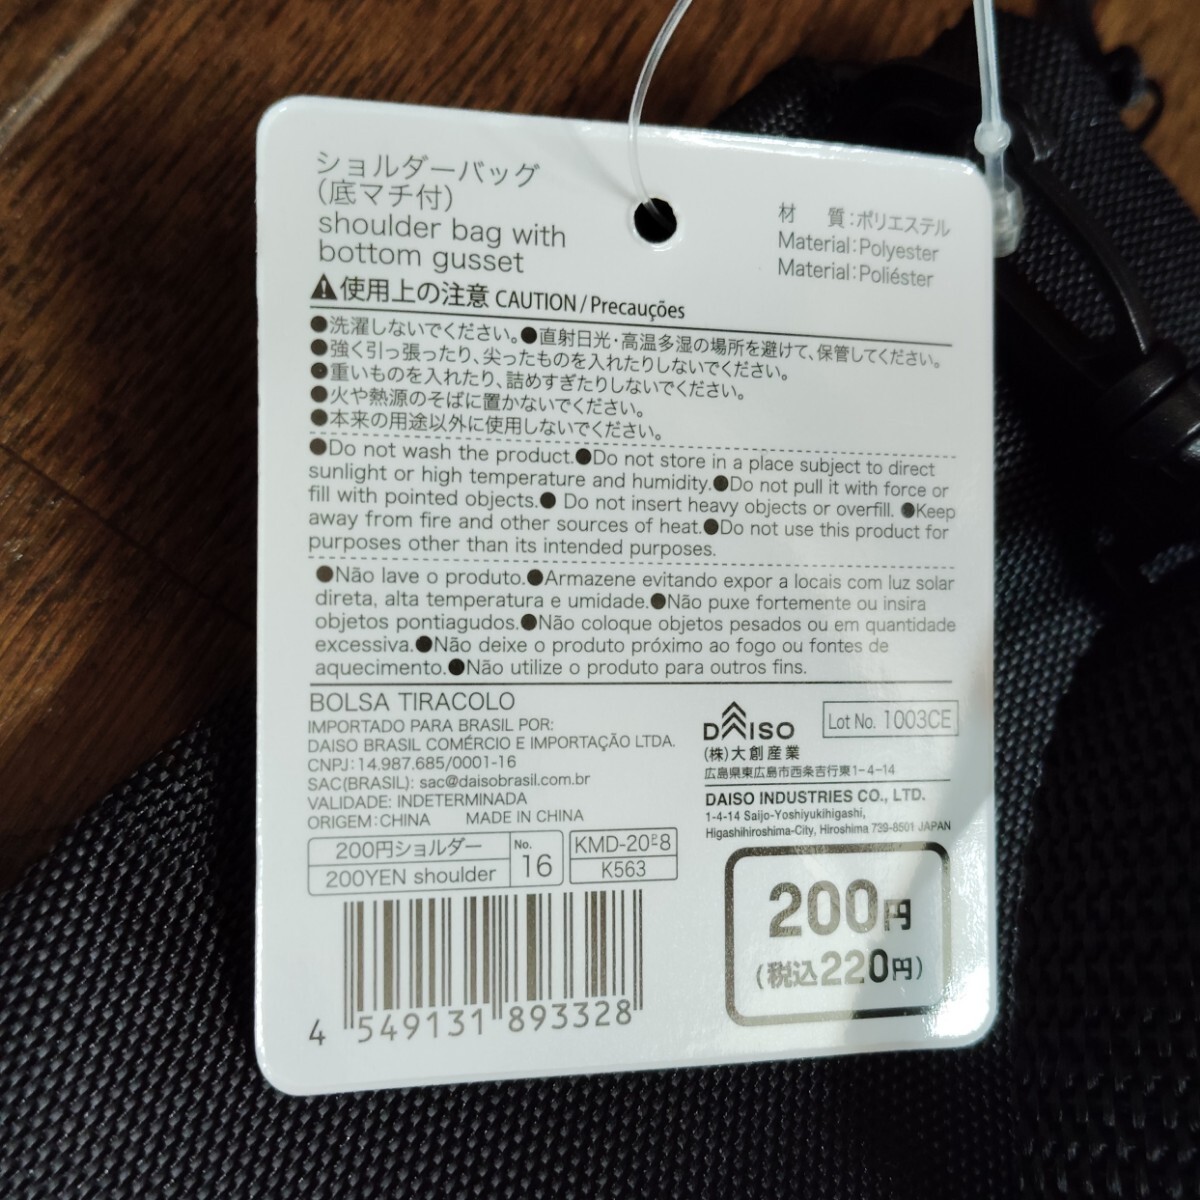 ショルダーバッグ
(底マチ付)
shoulder bag with
bottom gusset
材　質:ポリエステル
Material:Polyester
Material:Poliéster
⚠使用上の注意 CAUTION/Precauções
●洗濯しないでください。●直射日光・高温多湿の場所を避けて、保管してください。
●強く引っ張ったり、尖ったものを入れたりしないでください。
●重いものを入れたり、詰めすぎたりしないでください。
●火や熱源のそばに置かないでください。
●本来の用途以外に使用しないでください。
●Do not wash the product.●Do not store in a place subject to direct
sunlight or high temperature and humidity.●Do not pull it with force or
fill with pointed objects.● Do not insert heavy objects or overfill. ●Keep
away from fire and other sources of heat.●Do not use this product for
purposes other than its intended purposes.
●Não lave o produto.●Armazene evitando expor a locais com luz solar
direta, alta temperatura e umidade.●Não puxe fortemente ou insira
objetos pontiagudos.●Não coloque objetos pesados ou em quantidade
excessiva.●Não deixe o produto próximo ao fogo ou fontes de
aquecimento.●Não utilize o produto para outros fins.
BOLSA TIRACOLO
IMPORTADO PARA BRASIL POR:
DAISO BRASIL COMÉRCIO E IMPORTAÇÃO LTDA.
CNPJ:14.987.685/0001-16
SAC(BRASIL): sac@daisobrasil.com.br
VALIDADE: INDETERMINADA
ORIGEM:CHINA MADE IN CHINA
DAISO
Lot No. 1003CE
(株)大創産業
広島県東広島市西条吉行東1-4-14
DAISO INDUSTRIES CO., LTD.
1-4-14 Saijo-Yoshiyukihigashi,
Higashihiroshima-City, Hiroshima 739-8501 JAPAN
200円ショルダー
200YEN shoulder
No.
16
KMD-20ﾋﾟ8
K563
200円
(税込220円)
4 549131 893328